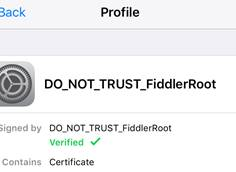 Back
Profile
DO_NOT_TRUST_FiddlerRoot
Signed by DO_NOT_TRUST_FiddlerRoot
Verified
Contains Certificate